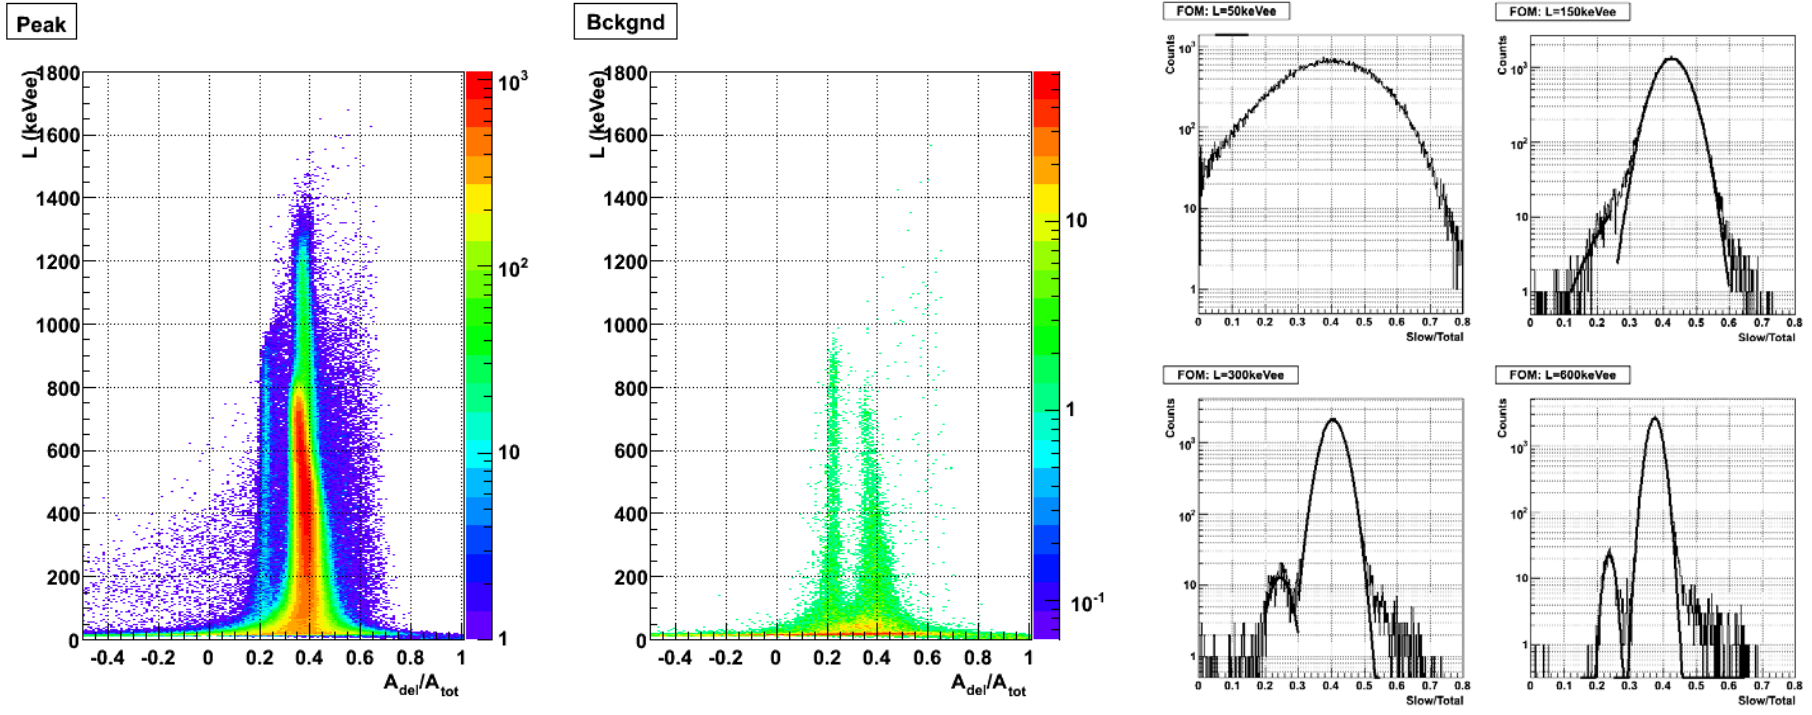 Peak
L (keVee)
1800
1600
1400
1200
1000
800
600
400
200
0
-0.4 -0.2 0 0.2 0.4 0.6 0.8 1
A_del/A_tot
10^3
10^2
10
1
Bckgnd
L (keVee)
1800
1600
1400
1200
1000
800
600
400
200
0
-0.4 -0.2 0 0.2 0.4 0.6 0.8 1
A_del/A_tot
10
1
10^-1
FOM: L=50keVee
Counts
10^3
10^2
10
1
0 0.1 0.2 0.3 0.4 0.5 0.6 0.7 0.8
Slow/Total
FOM: L=150keVee
Counts
10^3
10^2
10
1
0 0.1 0.2 0.3 0.4 0.5 0.6 0.7 0.8
Slow/Total
FOM: L=300keVee
Counts
10^3
10^2
10
1
0 0.1 0.2 0.3 0.4 0.5 0.6 0.7 0.8
Slow/Total
FOM: L=600keVee
Counts
10^3
10^2
10
1
0 0.1 0.2 0.3 0.4 0.5 0.6 0.7 0.8
Slow/Total